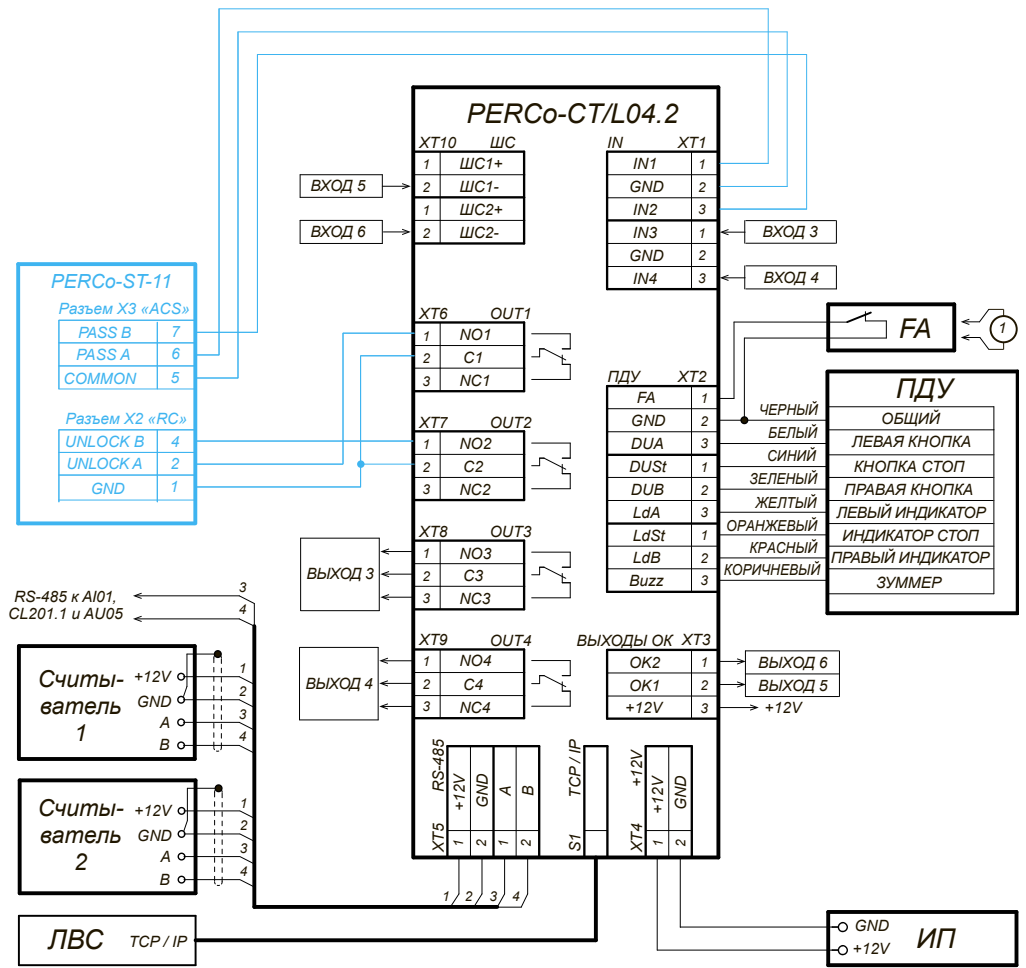 PERCo-CT/L04.2
XT10 ШС
1 ШС1+
2 ШС1-
1 ШС2+
2 ШС2-
ВХОД 5
ВХОД 6
IN XT1
IN1 1
GND 2
IN2 3
IN3 1
GND 2
IN4 3
ВХОД 3
ВХОД 4
PERCo-ST-11
Разъем X3 «ACS»
PASS B 7
PASS A 6
COMMON 5
Разъем X2 «RC»
UNLOCK B 4
UNLOCK A 2
GND 1
XT6 OUT1
1 NO1
2 C1
3 NC1
XT7 OUT2
1 NO2
2 C2
3 NC2
XT8 OUT3
1 NO3
2 C3
3 NC3
ВЫХОД 3
XT9 OUT4
1 NO4
2 C4
3 NC4
ВЫХОД 4
FA
1
ПДУ XT2
FA 1
GND 2
DUA 3
DUSt 1
DUB 2
LdA 3
LdSt 1
LdB 2
Buzz 3
ЧЕРНЫЙ
БЕЛЫЙ
СИНИЙ
ЗЕЛЕНЫЙ
ЖЕЛТЫЙ
ОРАНЖЕВЫЙ
КРАСНЫЙ
КОРИЧНЕВЫЙ
ПДУ
ОБЩИЙ
ЛЕВАЯ КНОПКА
КНОПКА СТОП
ПРАВАЯ КНОПКА
ЛЕВЫЙ ИНДИКАТОР
ИНДИКАТОР СТОП
ПРАВЫЙ ИНДИКАТОР
ЗУММЕР
ВЫХОДЫ ОК XT3
OK2 1
OK1 2
+12V 3
ВЫХОД 6
ВЫХОД 5
+12V
RS-485 к AI01,
CL201.1 и AU05
3
4
Считы-
ватель
1
+12V
GND
A
B
1
2
3
4
Считы-
ватель
2
+12V
GND
A
B
1
2
3
4
ЛВС TCP / IP
XT5 RS-485
1 +12V
2 GND
1 A
2 B
1 2 3 4
S1 TCP / IP
XT4 +12V
1 +12V
2 GND
GND
+12V
ИП